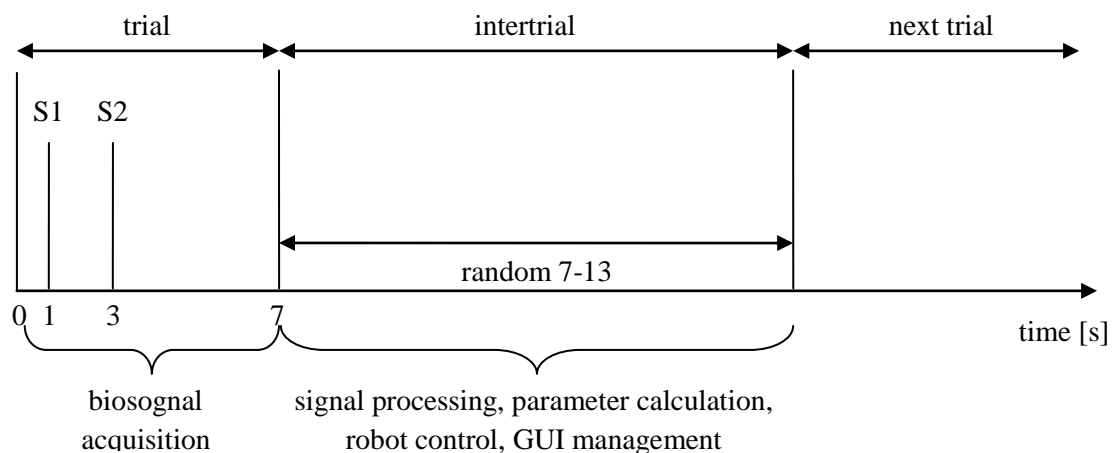 trial intertrial next trial
S1 S2
random 7-13
0 1 3 7
time [s]
biosognal signal processing, parameter calculation,
acquisition robot control, GUI management